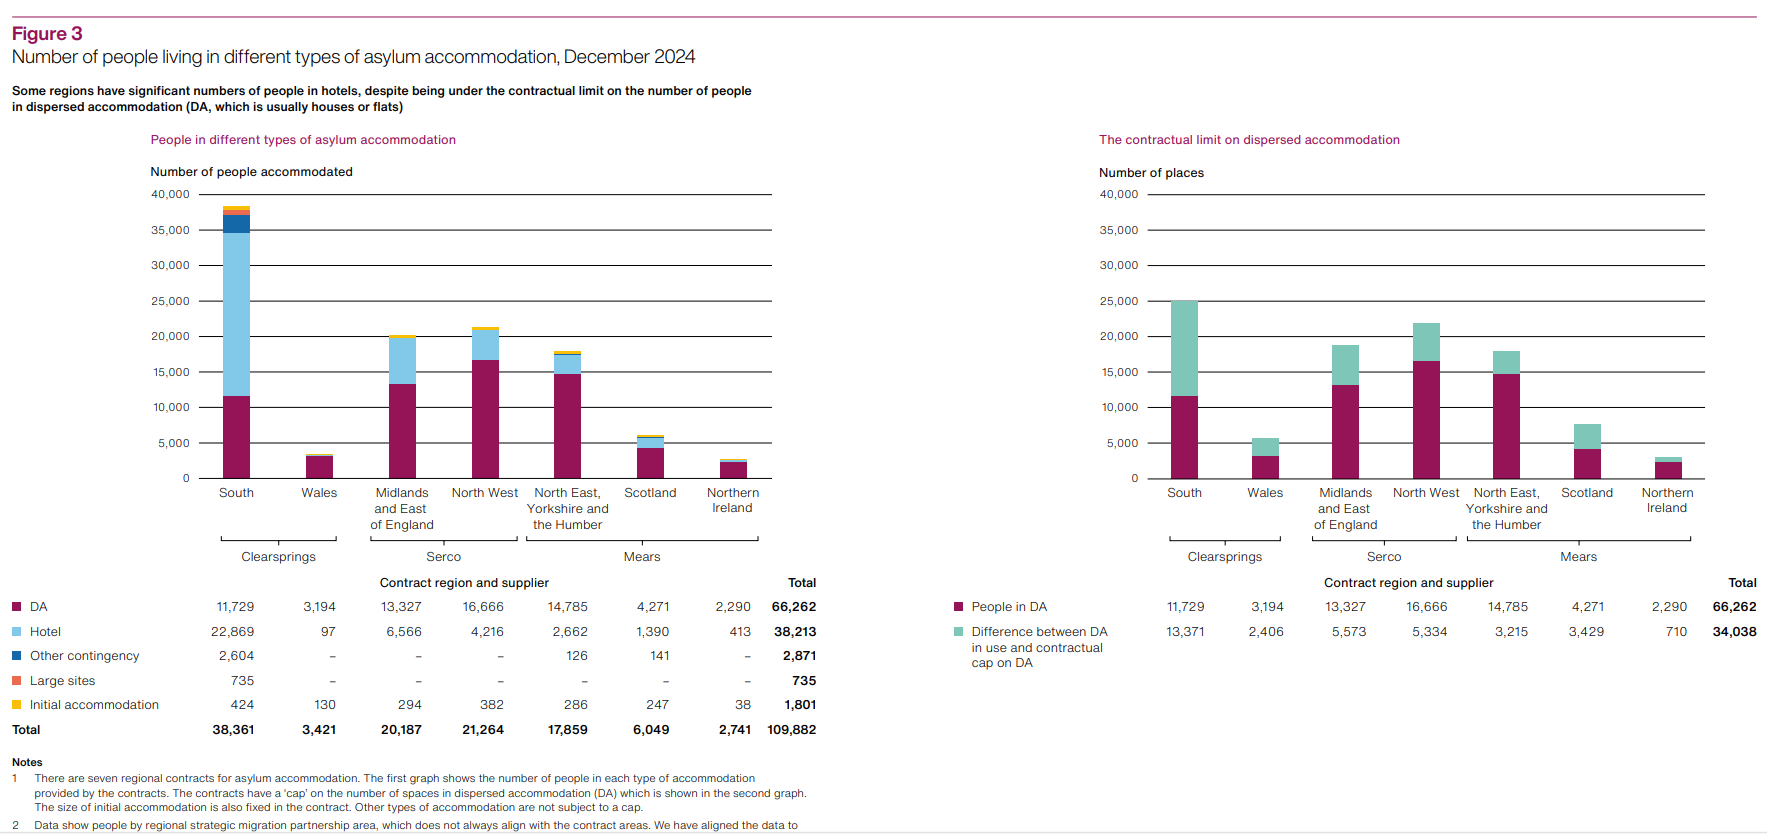 Figure 3
Number of people living in different types of asylum accommodation, December 2024
Some regions have significant numbers of people in hotels, despite being under the contractual limit on the number of people
in dispersed accommodation (DA, which is usually houses or flats)
People in different types of asylum accommodation
Number of people accommodated
40,000
35,000
30,000
25,000
20,000
15,000
10,000
5,000
0
South Wales Midlands and East of England North West North East, Yorkshire and the Humber Scotland Northern Ireland
Clearsprings Serco Mears
Contract region and supplier Total
DA 11,729 3,194 13,327 16,666 14,785 4,271 2,290 66,262
Hotel 22,869 97 6,566 4,216 2,662 1,390 413 38,213
Other contingency 2,604 – – – 126 141 – 2,871
Large sites 735 – – – – – – 735
Initial accommodation 424 130 294 382 286 247 38 1,801
Total 38,361 3,421 20,187 21,264 17,859 6,049 2,741 109,882
The contractual limit on dispersed accommodation
Number of places
40,000
35,000
30,000
25,000
20,000
15,000
10,000
5,000
0
South Wales Midlands and East of England North West North East, Yorkshire and the Humber Scotland Northern Ireland
Clearsprings Serco Mears
Contract region and supplier Total
People in DA 11,729 3,194 13,327 16,666 14,785 4,271 2,290 66,262
Difference between DA 13,371 2,406 5,573 5,334 3,215 3,429 710 34,038
in use and contractual
cap on DA
Notes
1 There are seven regional contracts for asylum accommodation. The first graph shows the number of people in each type of accommodation
provided by the contracts. The contracts have a ‘cap’ on the number of spaces in dispersed accommodation (DA) which is shown in the second graph.
The size of initial accommodation is also fixed in the contract. Other types of accommodation are not subject to a cap.
2 Data show people by regional strategic migration partnership area, which does not always align with the contract areas. We have aligned the data to